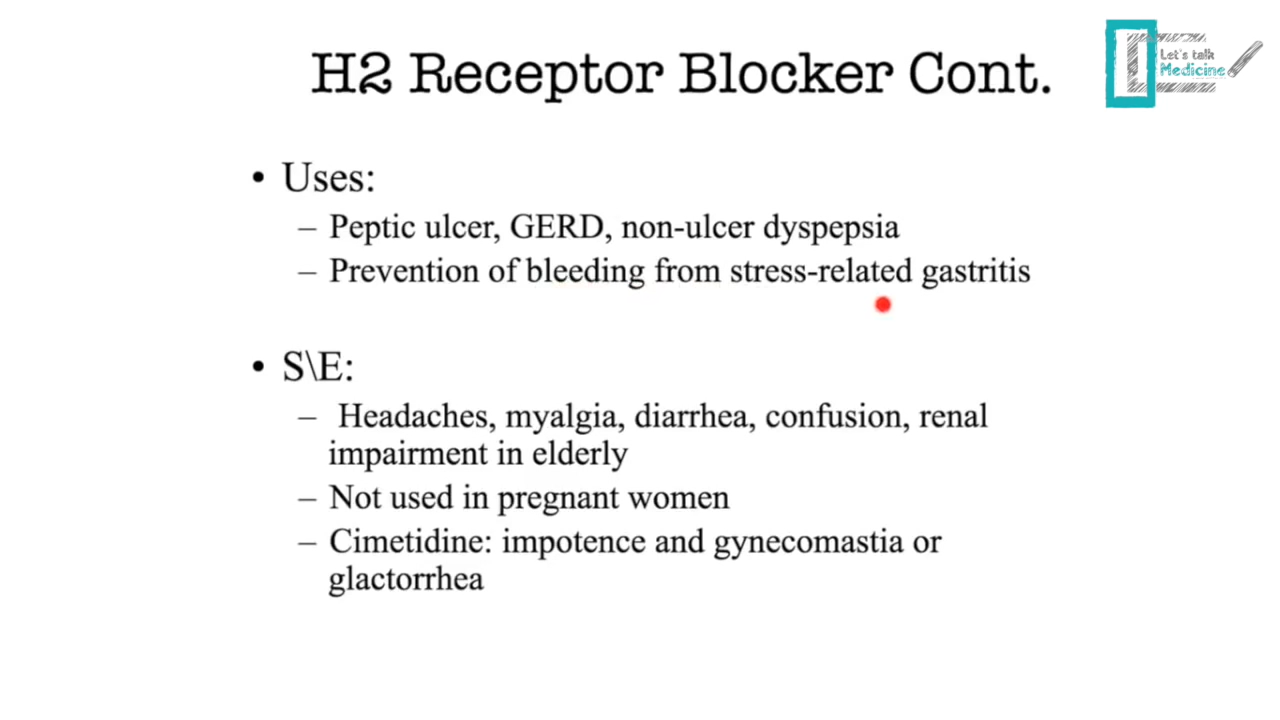 H2 Receptor Blocker Cont.
Let's talk
Medicine
• Uses:
– Peptic ulcer, GERD, non-ulcer dyspepsia
– Prevention of bleeding from stress-related gastritis
• S\E:
– Headaches, myalgia, diarrhea, confusion, renal
impairment in elderly
– Not used in pregnant women
– Cimetidine: impotence and gynecomastia or
glactorrhea